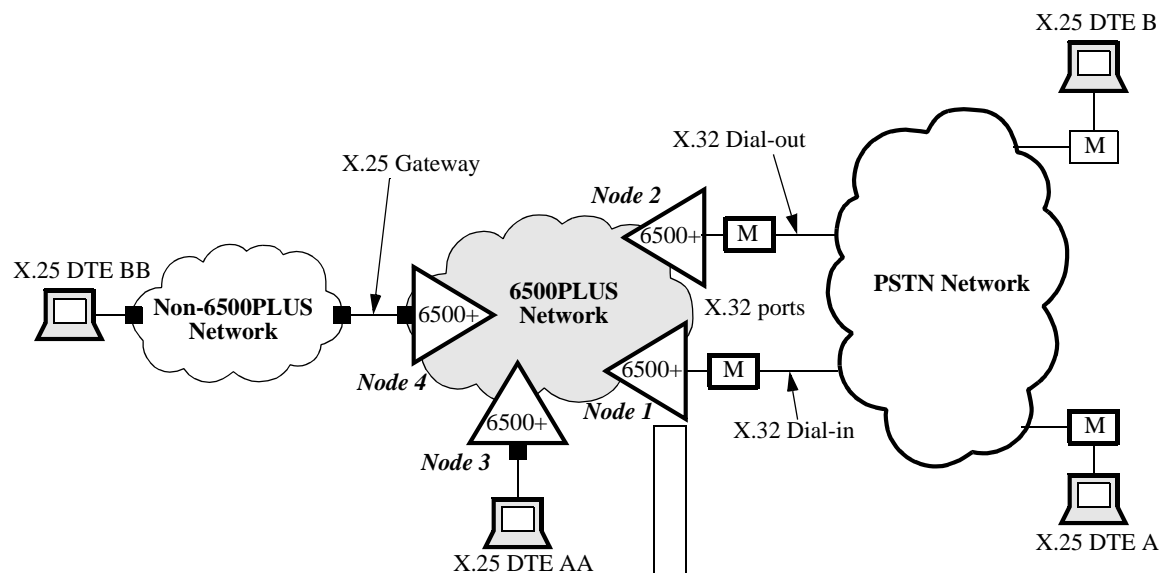 X.25 DTE B
M
X.32 Dial-out
X.25 Gateway
Node 2
6500+
M
X.25 DTE BB
Non-6500PLUS
Network
6500+
6500PLUS
Network
PSTN Network
X.32 ports
Node 4
6500+
M
Node 1
6500+
X.32 Dial-in
M
Node 3
X.25 DTE AA
X.25 DTE A